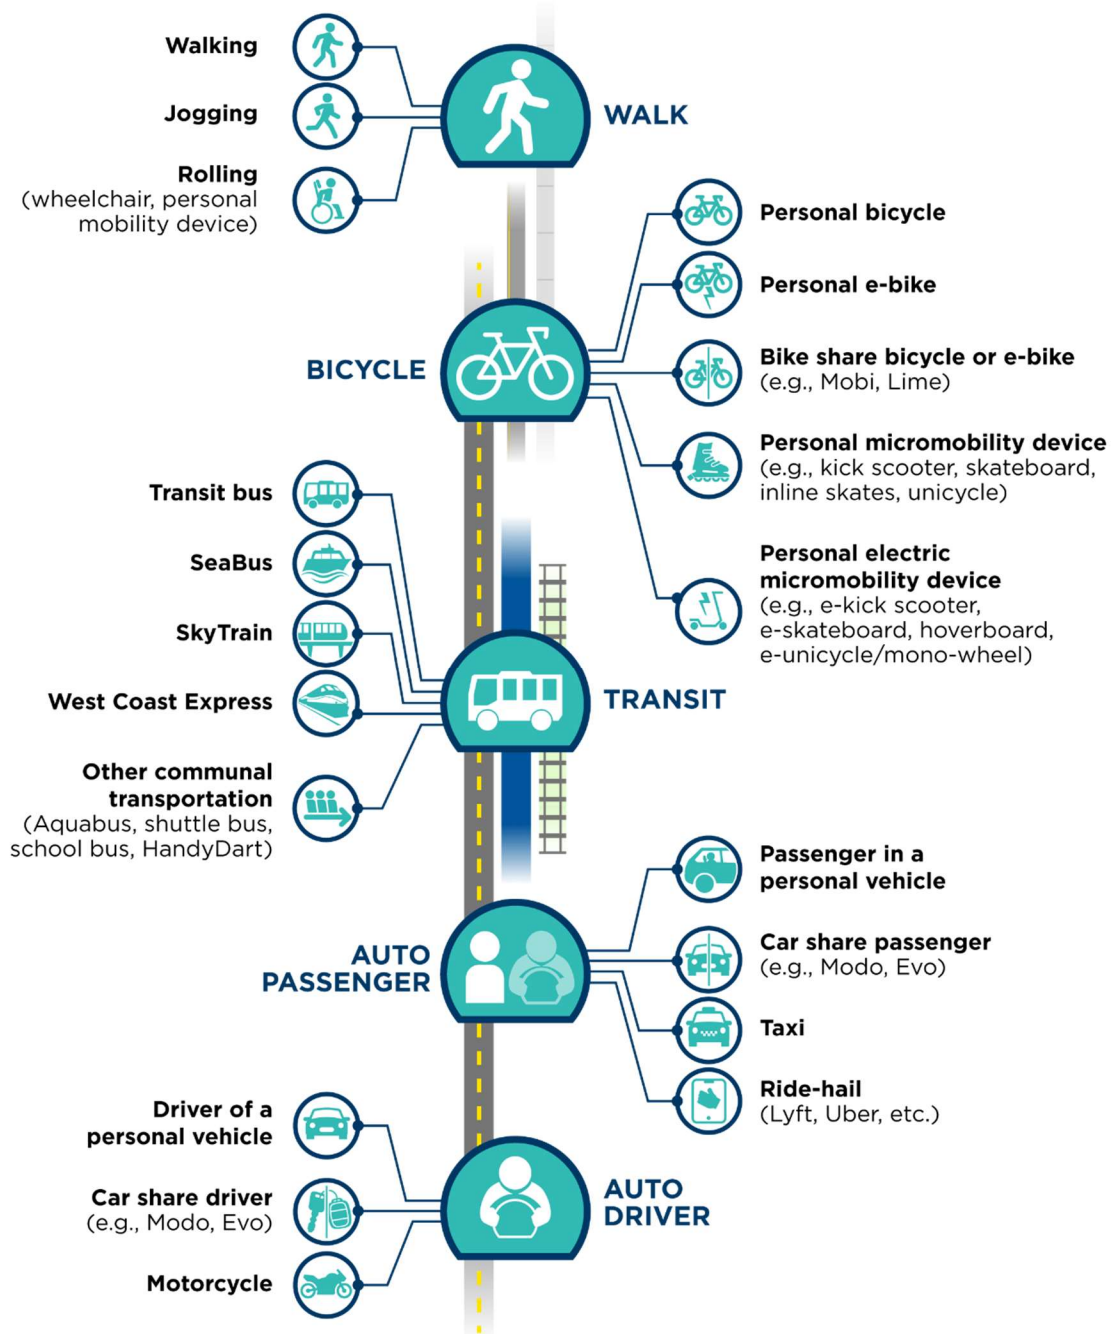 Walking
Jogging
Rolling
(wheelchair, personal
mobility device)
WALK
BICYCLE
Personal bicycle
Personal e-bike
Bike share bicycle or e-bike
(e.g., Mobi, Lime)
Personal micromobility device
(e.g., kick scooter, skateboard,
inline skates, unicycle)
Personal electric
micromobility device
(e.g., e-kick scooter,
e-skateboard, hoverboard,
e-unicycle/mono-wheel)
Transit bus
SeaBus
SkyTrain
West Coast Express
Other communal
transportation
(Aquabus, shuttle bus,
school bus, HandyDart)
TRANSIT
AUTO
PASSENGER
Passenger in a
personal vehicle
Car share passenger
(e.g., Modo, Evo)
Taxi
Ride-hail
(Lyft, Uber, etc.)
Driver of a
personal vehicle
Car share driver
(e.g., Modo, Evo)
Motorcycle
AUTO
DRIVER